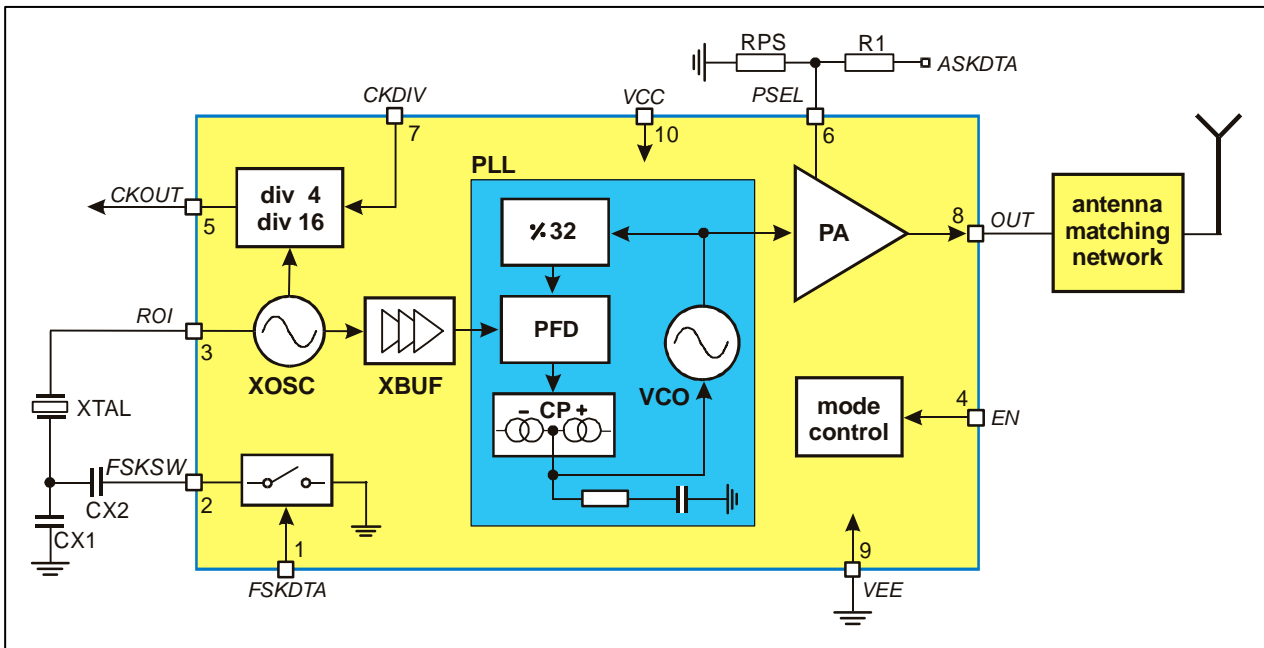 RPS
R1
ASKDTA
CKDIV
VCC
PSEL
7
10
6
PLL
CKOUT
div 4
div 16
5
% 32
PA
8
OUT
antenna
matching
network
ROI
3
XOSC
XBUF
PFD
VCO
XTAL
- CP +
mode
control
4
EN
FSKSW
2
CX2
CX1
1
FSKDTA
9
VEE